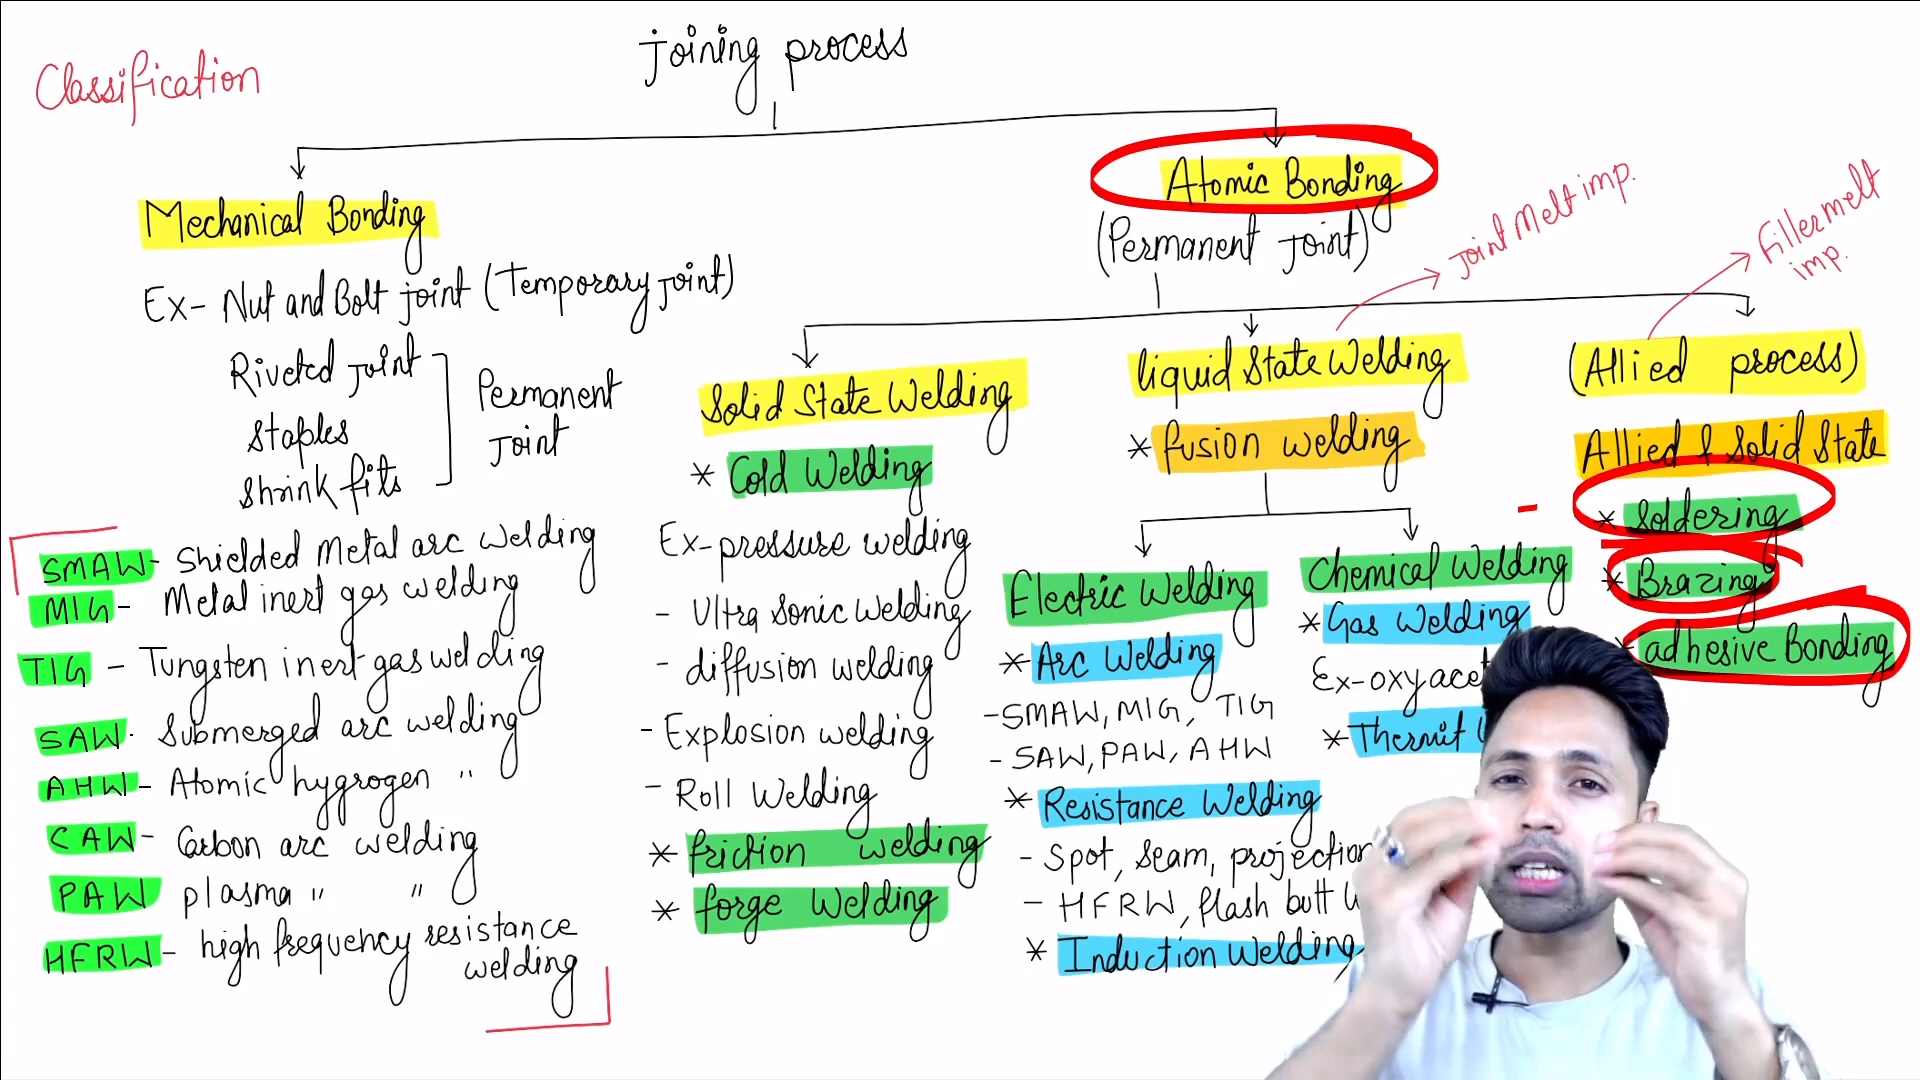 Classification
joining process
Mechanical Bonding
Ex- Nut and Bolt joint (Temporary joint)
Riveted joint
Staples
Shrink fits
Permanent
Joint
SMAW- Shielded Metal arc welding
MIG- Metal inert gas welding
TIG - Tungsten inert gas welding
SAW- Submerged arc welding
AHW- Atomic hygrogen "
CAW- Carbon arc welding
PAW plasma " "
HFRW- high frequency resistance
welding
Atomic Bonding
(Permanent joint)
Joint Melt imp.
Filler melt
imp.
Solid State Welding
* Cold Welding
Ex-pressure welding
- Ultra Sonic Welding
- diffusion welding
- Explosion welding
- Roll Welding
* friction welding
* forge Welding
liquid State Welding
* fusion welding
Electric Welding
* Arc Welding
-SMAW, MIG, TIG
- SAW, PAW, AHW
* Resistance Welding
- Spot, Seam, projection
- HFRW, flash butt
* Induction Welding
Chemical Welding
* Gas Welding
Ex-oxyace
* Thermit
(Allied process)
Allied & Solid State
* Soldering
* Brazing
* adhesive Bonding